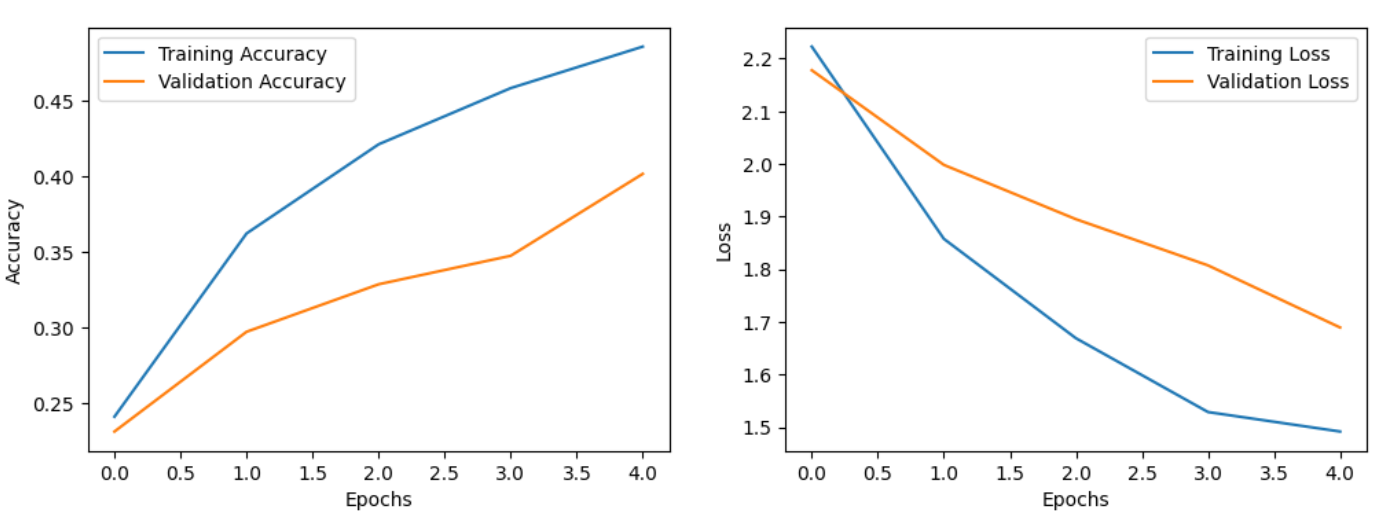 Training Accuracy
Validation Accuracy
0.45
0.40
0.35
0.30
0.25
Accuracy
0.0 0.5 1.0 1.5 2.0 2.5 3.0 3.5 4.0
Epochs
Training Loss
Validation Loss
2.2
2.1
2.0
1.9
1.8
1.7
1.6
1.5
Loss
0.0 0.5 1.0 1.5 2.0 2.5 3.0 3.5 4.0
Epochs